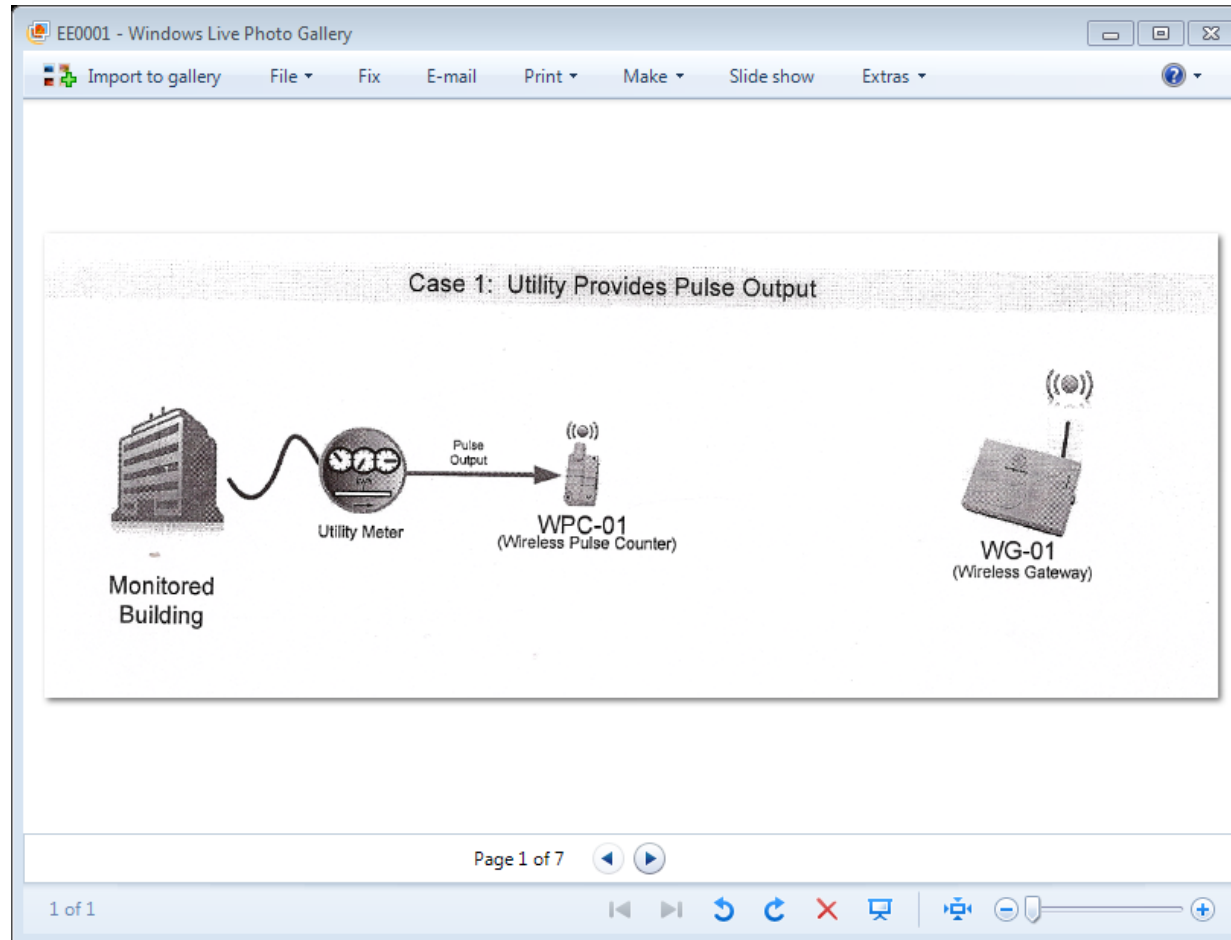 EE0001 - Windows Live Photo Gallery
Import to gallery File Fix E-mail Print Make Slide show Extras
Case 1: Utility Provides Pulse Output
Pulse
Output
Utility Meter
WPC-01
(Wireless Pulse Counter)
WG-01
(Wireless Gateway)
Monitored
Building
Page 1 of 7
1 of 1